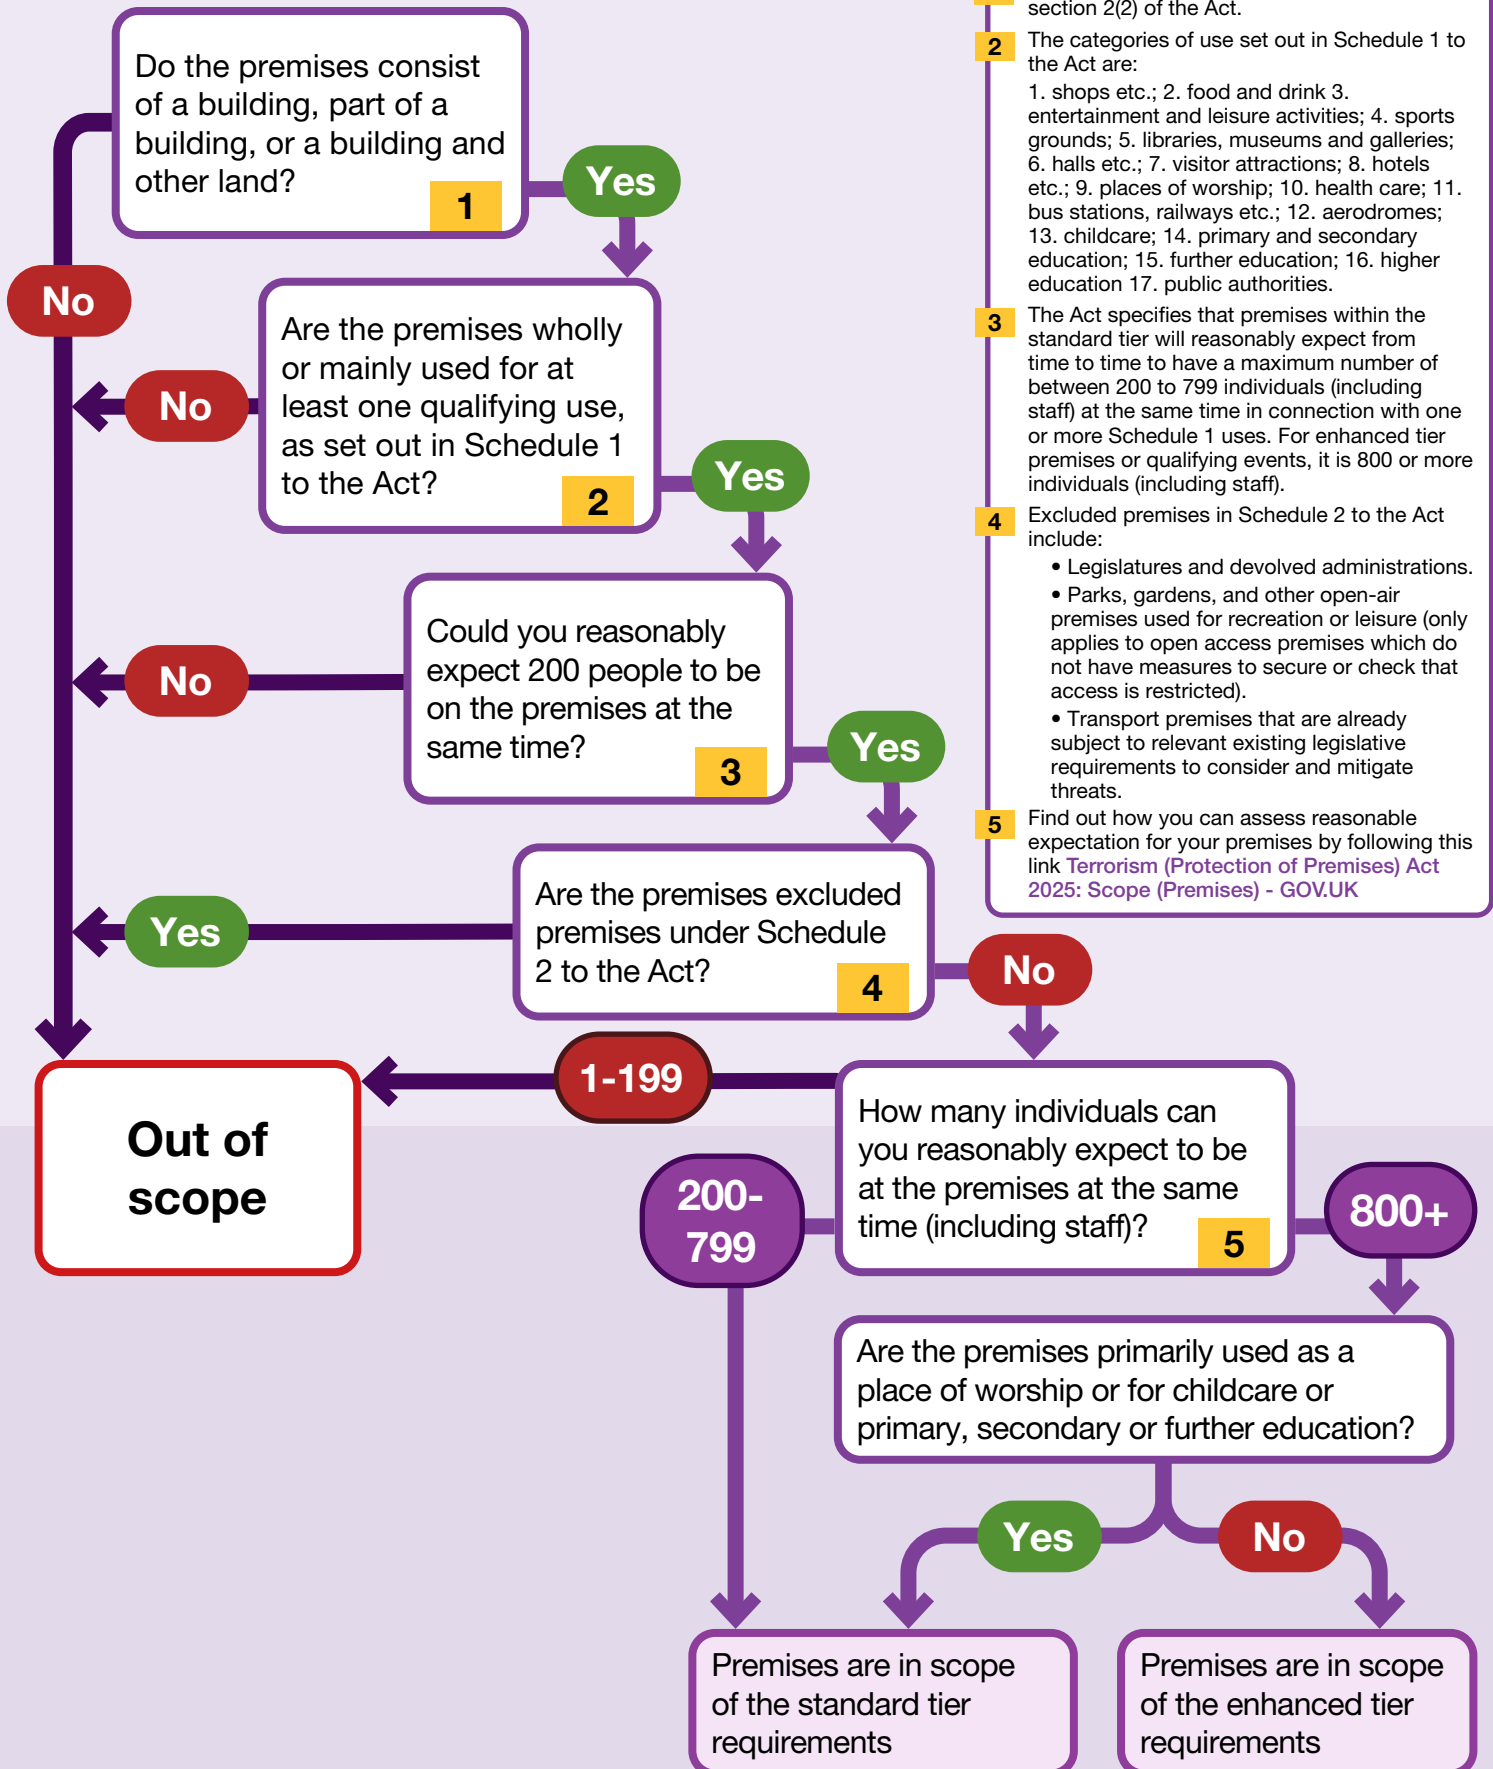 Do the premises consist
of a building, part of a
building, or a building and
other land?
1
Yes
No
Are the premises wholly
or mainly used for at
least one qualifying use,
as set out in Schedule 1
to the Act?
2
No
Yes
Could you reasonably
expect 200 people to be
on the premises at the
same time?
3
No
Yes
Are the premises excluded
premises under Schedule
2 to the Act?
4
Yes
No
Out of
scope
1-199
How many individuals can
you reasonably expect to be
at the premises at the same
time (including staff)?
5
200-
799
800+
Are the premises primarily used as a
place of worship or for childcare or
primary, secondary or further education?
Yes
No
Premises are in scope
of the standard tier
requirements
Premises are in scope
of the enhanced tier
requirements
section 2(2) of the Act.
2 The categories of use set out in Schedule 1 to
the Act are:
1. shops etc.; 2. food and drink 3.
entertainment and leisure activities; 4. sports
grounds; 5. libraries, museums and galleries;
6. halls etc.; 7. visitor attractions; 8. hotels
etc.; 9. places of worship; 10. health care; 11.
bus stations, railways etc.; 12. aerodromes;
13. childcare; 14. primary and secondary
education; 15. further education; 16. higher
education 17. public authorities.
3 The Act specifies that premises within the
standard tier will reasonably expect from
time to time to have a maximum number of
between 200 to 799 individuals (including
staff) at the same time in connection with one
or more Schedule 1 uses. For enhanced tier
premises or qualifying events, it is 800 or more
individuals (including staff).
4 Excluded premises in Schedule 2 to the Act
include:
• Legislatures and devolved administrations.
• Parks, gardens, and other open-air
premises used for recreation or leisure (only
applies to open access premises which do
not have measures to secure or check that
access is restricted).
• Transport premises that are already
subject to relevant existing legislative
requirements to consider and mitigate
threats.
5 Find out how you can assess reasonable
expectation for your premises by following this
link Terrorism (Protection of Premises) Act
2025: Scope (Premises) - GOV.UK